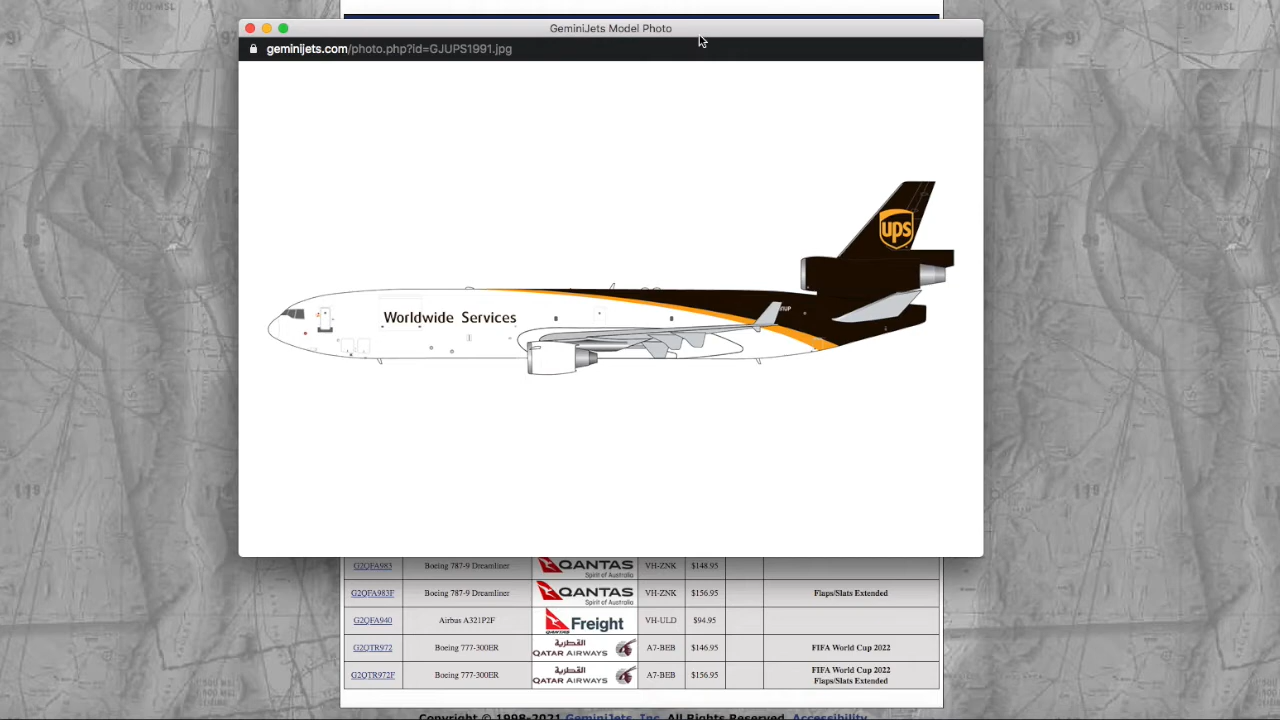 GeminiJets Model Photo
geminijets.com/photo.php?id=GJUPS1991.jpg
ups
Worldwide Services
G2QFA983 Boeing 787-9 Dreamliner QANTAS Spirit of Australia VH-ZNK $148.95
G2QFA983F Boeing 787-9 Dreamliner QANTAS Spirit of Australia VH-ZNK $156.95 Flaps/Slats Extended
G2QFA940 Airbus A321P2F QANTAS Freight VH-ULD $94.95
القطرية
G2QTR972 Boeing 777-300ER QATAR AIRWAYS A7-BEB $146.95 FIFA World Cup 2022
القطرية
G2QTR972F Boeing 777-300ER QATAR AIRWAYS A7-BEB $156.95 FIFA World Cup 2022
Flaps/Slats Extended
Copyright © 1998-2021 GeminiJets, Inc. All Rights Reserved. Accessibility
119
119